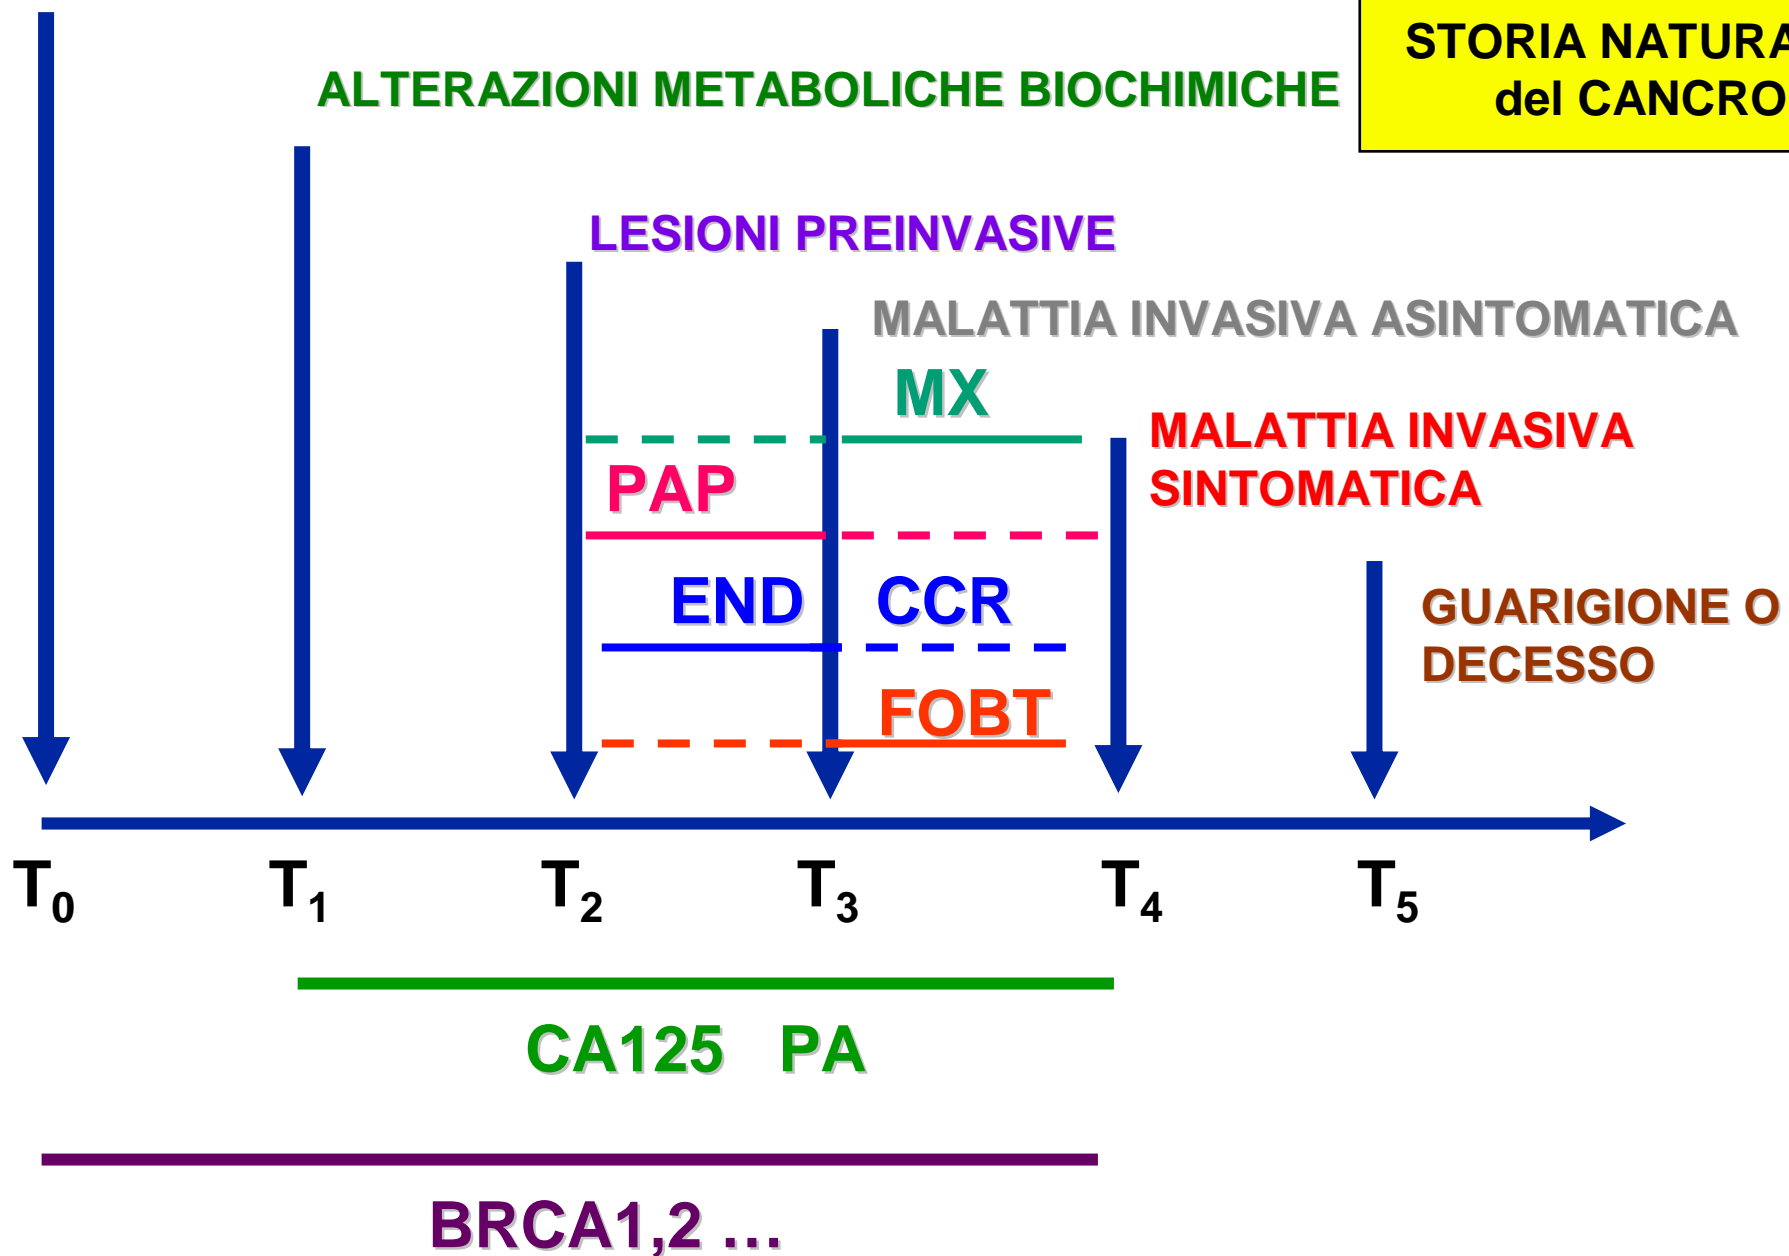 STORIA NATURA
del CANCRO
ALTERAZIONI METABOLICHE BIOCHIMICHE
LESIONI PREINVASIVE
MALATTIA INVASIVA ASINTOMATICA
MX
MALATTIA INVASIVA
SINTOMATICA
PAP
END CCR
GUARIGIONE O
DECESSO
FOBT
T0 T1 T2 T3 T4 T5
CA125 PA
BRCA1,2 …